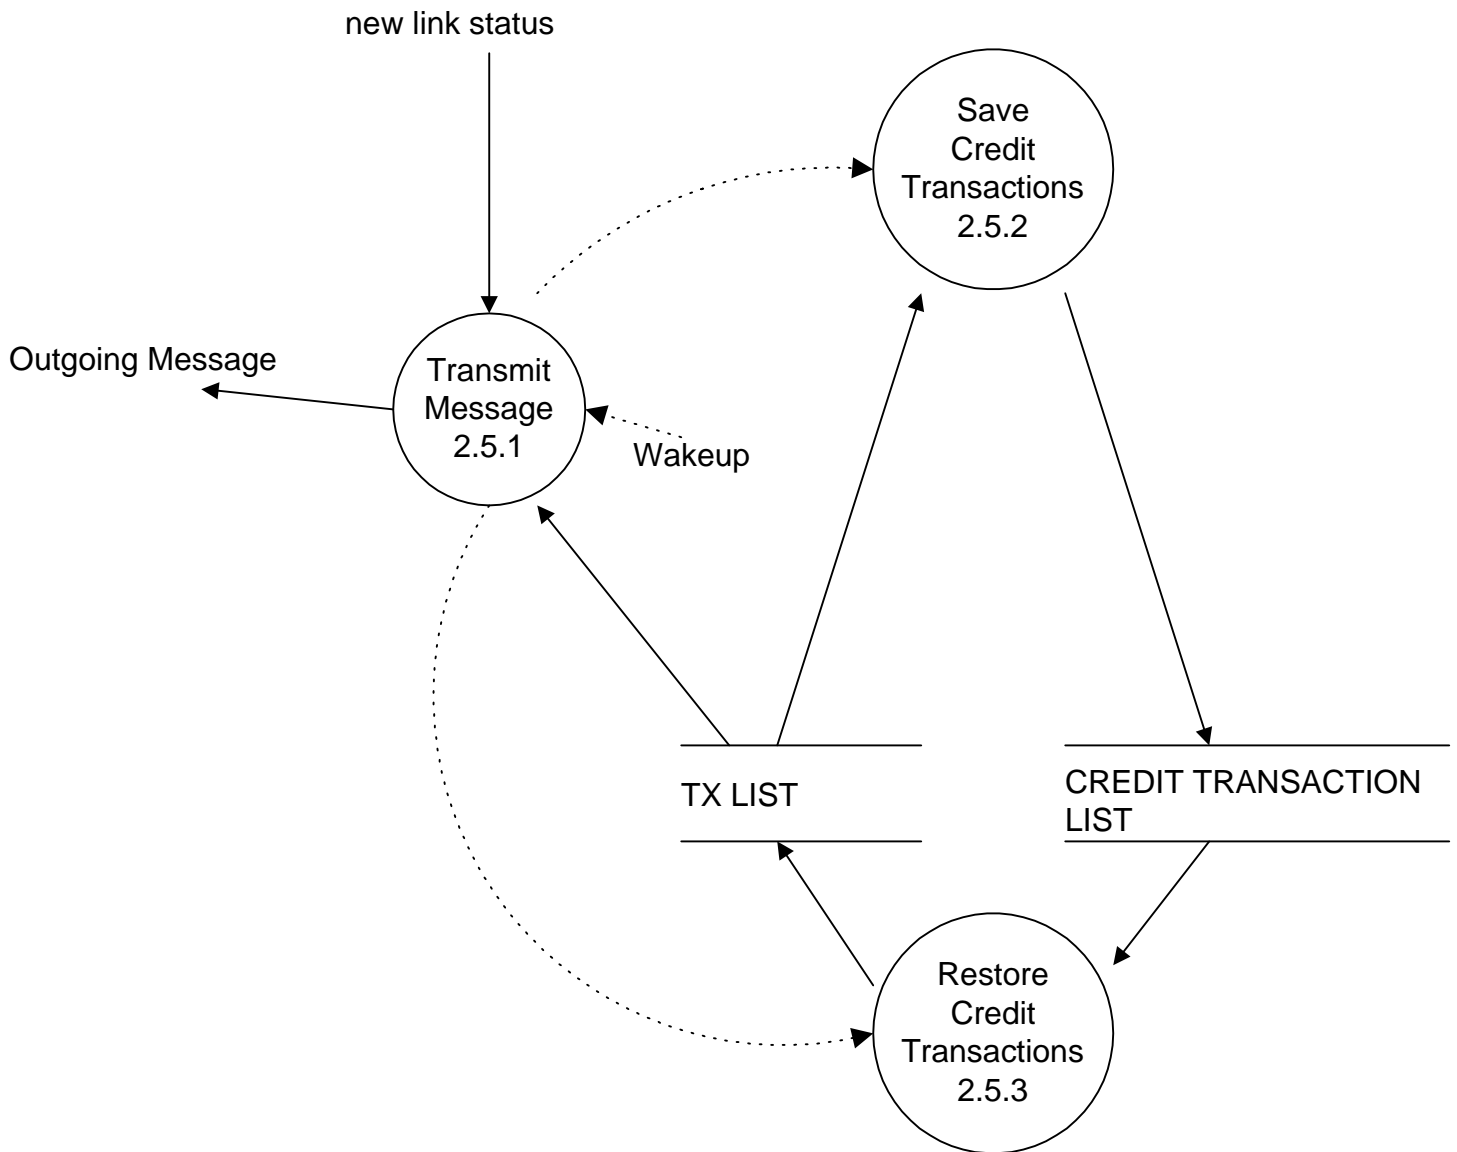 new link status
Save
Credit
Transactions
2.5.2
Outgoing Message
Transmit
Message
2.5.1
Wakeup
TX LIST
CREDIT TRANSACTION
LIST
Restore
Credit
Transactions
2.5.3